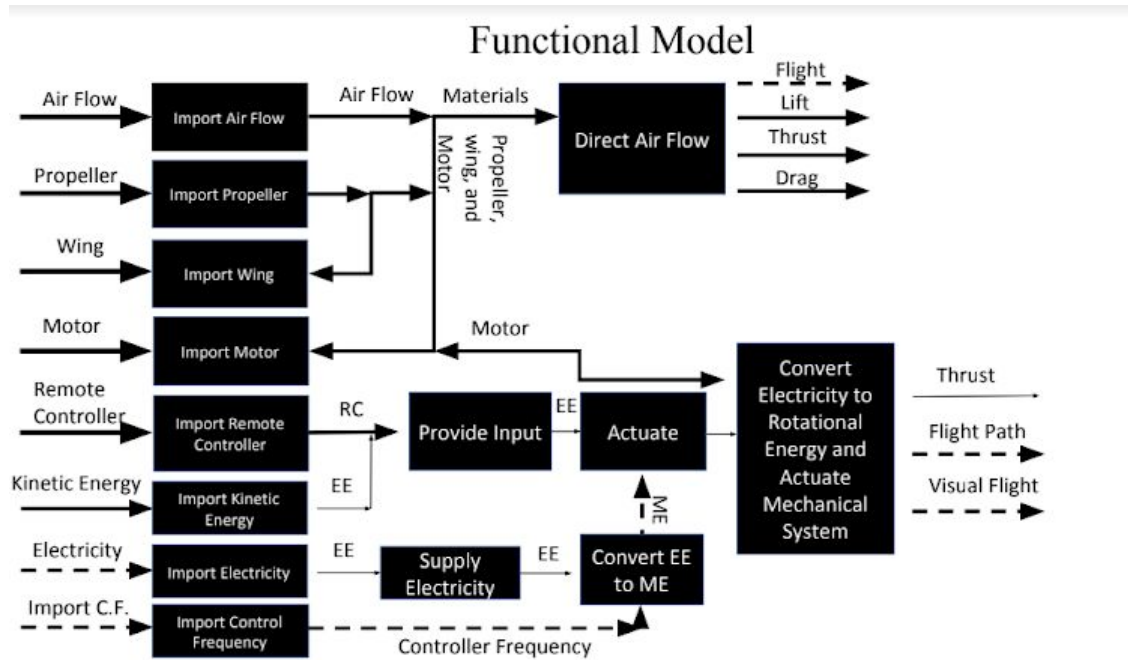 Functional Model
Air Flow
Import Air Flow
Air Flow
Materials
Propeller,
wing, and
Motor
Direct Air Flow
Flight
Lift
Thrust
Drag
Propeller
Import Propeller
Wing
Import Wing
Motor
Import Motor
Motor
Remote
Controller
Import Remote
Controller
RC
Provide Input
EE
Actuate
Convert
Electricity to
Rotational
Energy and
Actuate
Mechanical
System
Thrust
Flight Path
Visual Flight
Kinetic Energy
Import Kinetic
Energy
EE
ME
Electricity
Import Electricity
EE
Supply
Electricity
EE
Convert EE
to ME
Import C.F.
Import Control
Frequency
Controller Frequency